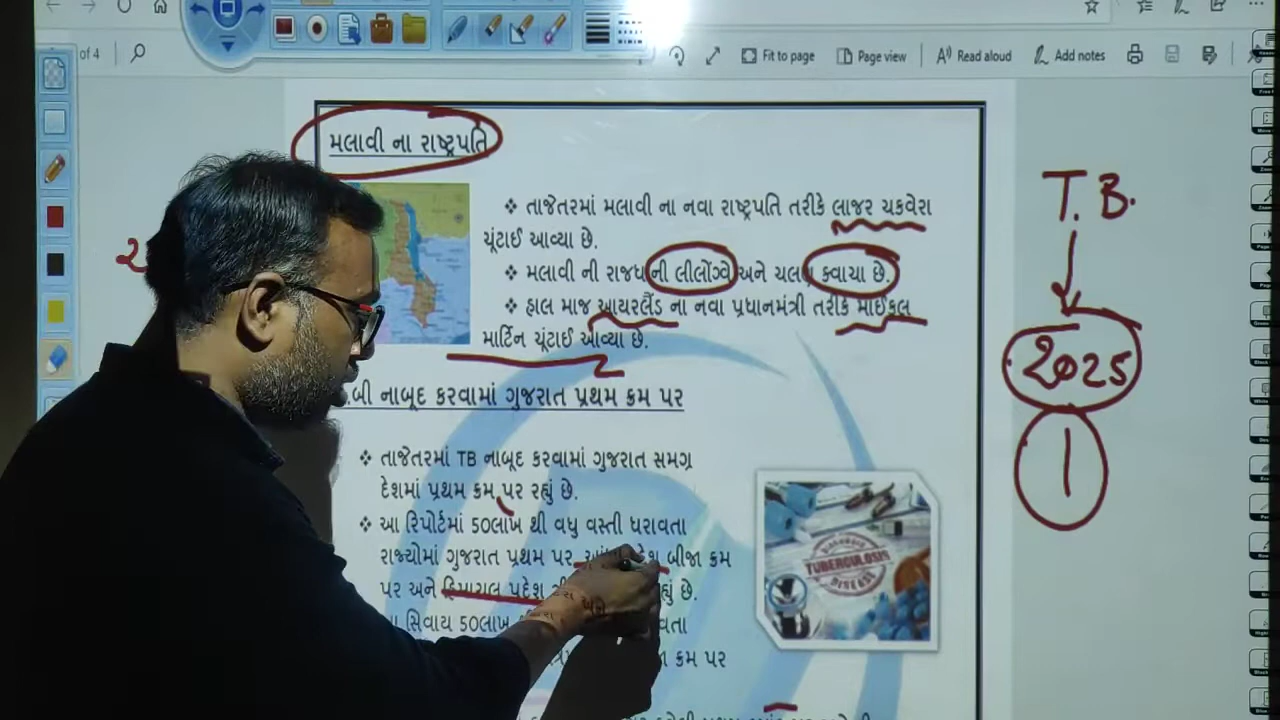 of 4
Fit to page
Page view
Read aloud
Add notes
મલાવી ના રાષ્ટ્રપતિ
❖ તાજેતરમાં મલાવી ના નવા રાષ્ટ્રપતિ તરીકે લાજર ચકવેરા
ચૂંટાઈ આવ્યા છે.
❖ મલાવી ની રાજધાની લીલોંગ્વે અને ચલણ ક્વાચા છે.
❖ હાલ માજ આયરલેંડ ના નવા પ્રધાનમંત્રી તરીકે માઈકલ
માર્ટિન ચૂંટાઈ આવ્યા છે.
બી નાબૂદ કરવામાં ગુજરાત પ્રથમ ક્રમ પર
❖ તાજેતરમાં TB નાબૂદ કરવામાં ગુજરાત સમગ્ર
દેશમાં પ્રથમ ક્રમ પર રહ્યું છે.
❖ આ રિપોર્ટમાં 50લાખ થી વધુ વસ્તી ધરાવતા
રાજ્યોમાં ગુજરાત પ્રથમ પર બીજા ક્રમ
પર અને હિમાચલ પ્રદેશ છે.
સિવાય 50લાખ
ક્રમ પર
TUBERCULOSIS
DISEASE
T.B.
2025
1
2